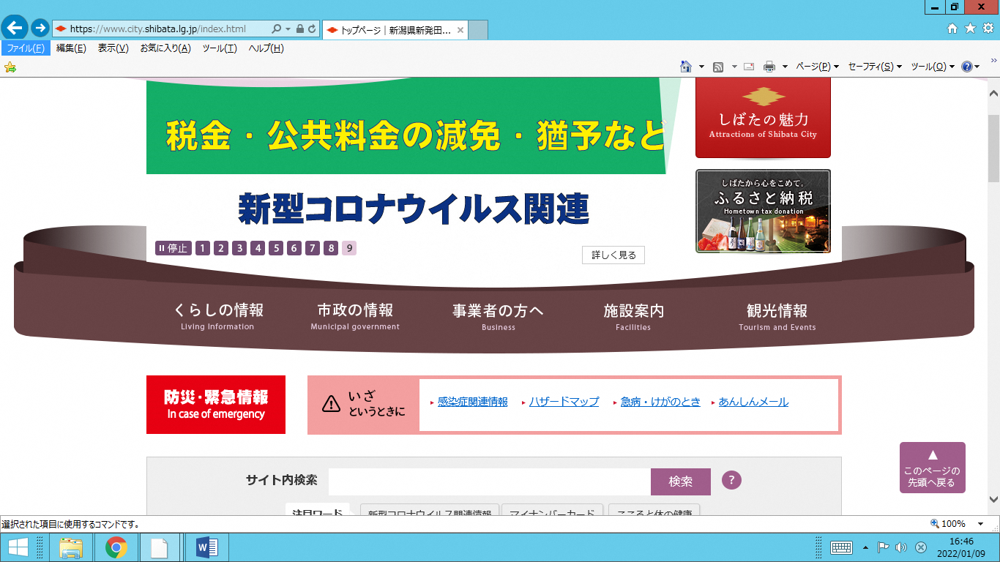 https://www.city.shibata.lg.jp/index.html
トップページ｜新潟県新発田...
ファイル(F) 編集(E) 表示(V) お気に入り(A) ツール(T) ヘルプ(H)
ページ(P) セーフティ(S) ツール(O)
税金・公共料金の減免・猶予など
新型コロナウイルス関連
停止 1 2 3 4 5 6 7 8 9
詳しく見る
しばたの魅力
Attractions of Shibata City
しばたから心をこめて。
ふるさと納税
Hometown tax donation
くらしの情報
Living Information
市政の情報
Municipal government
事業者の方へ
Business
施設案内
Facilities
観光情報
Tourism and Events
防災・緊急情報
In case of emergency
いざ
というときに
感染症関連情報 ハザードマップ 急病・けがのとき あんしんメール
サイト内検索 検索 ?
注目ワード 新型コロナウイルス関連情報 マイナンバーカード こころと体の健康
▲
このページの
先頭へ戻る
選択された項目に使用するコマンドです。
100%
16:46
2022/01/09